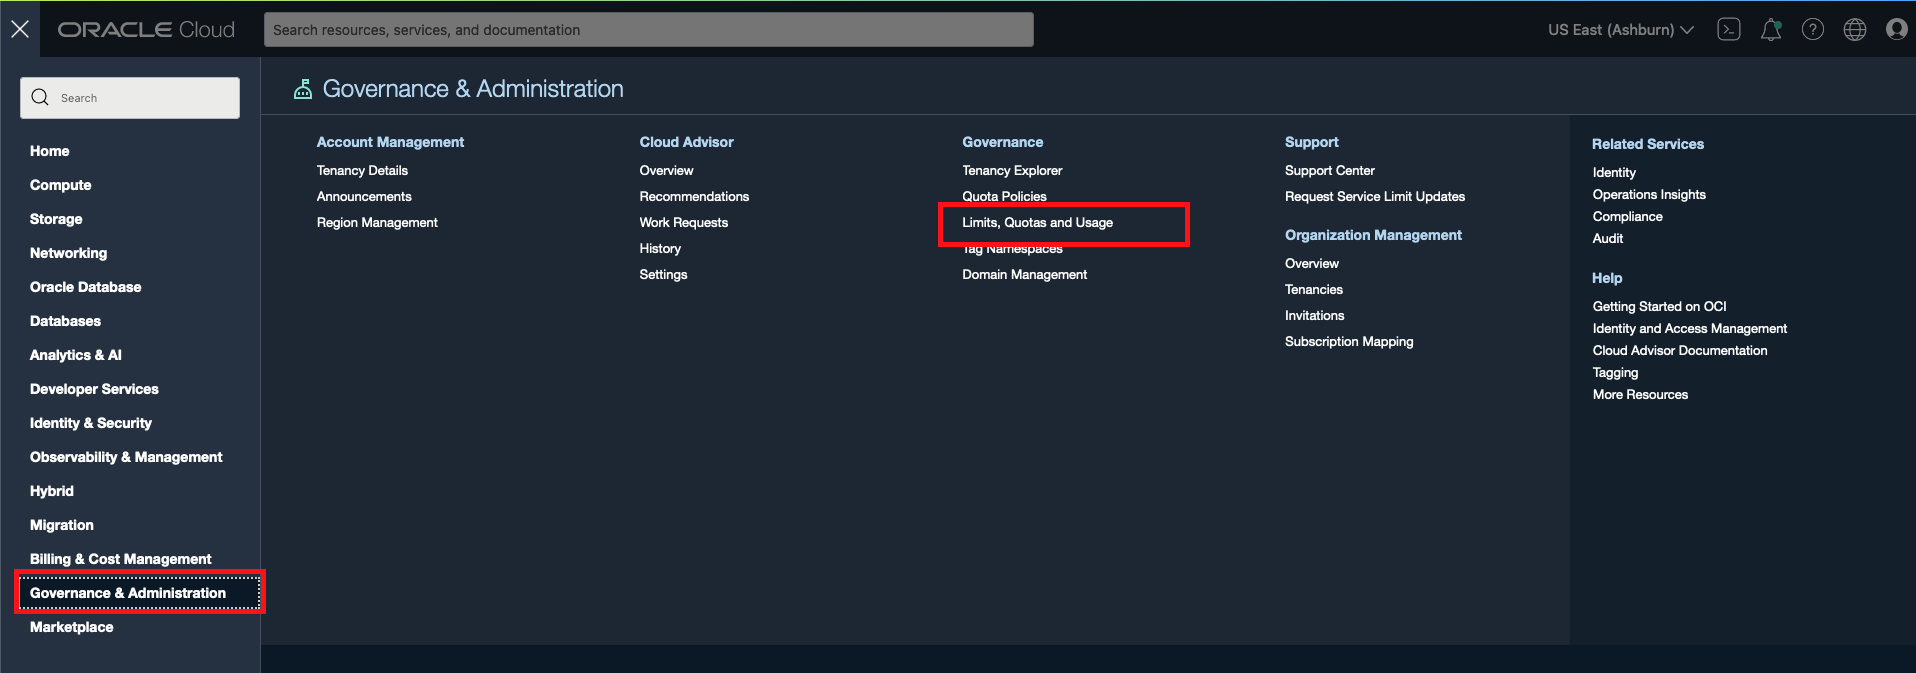 ORACLE Cloud
Search resources, services, and documentation
US East (Ashburn)
Search
Home
Compute
Storage
Networking
Oracle Database
Databases
Analytics & AI
Developer Services
Identity & Security
Observability & Management
Hybrid
Migration
Billing & Cost Management
Governance & Administration
Marketplace
Governance & Administration
Account Management
Tenancy Details
Announcements
Region Management
Cloud Advisor
Overview
Recommendations
Work Requests
History
Settings
Governance
Tenancy Explorer
Quota Policies
Limits, Quotas and Usage
Tag Namespaces
Domain Management
Support
Support Center
Request Service Limit Updates
Organization Management
Overview
Tenancies
Invitations
Subscription Mapping
Related Services
Identity
Operations Insights
Compliance
Audit
Help
Getting Started on OCI
Identity and Access Management
Cloud Advisor Documentation
Tagging
More Resources